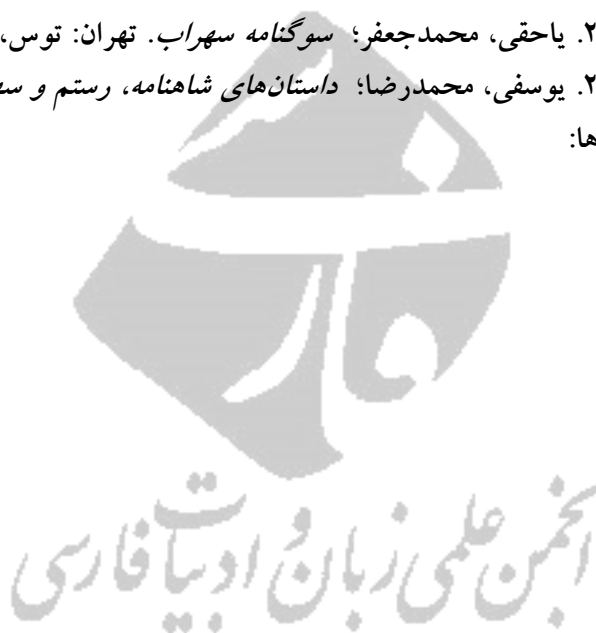 ۲. یاحقی، محمدجعفر؛ سوگنامه سهراب. تهران: توس،
۲. یوسفی، محمدرضا؛ داستان‌های شاهنامه، رستم و سه
ها:
انجمن علمی زبان و ادبیات فارسی